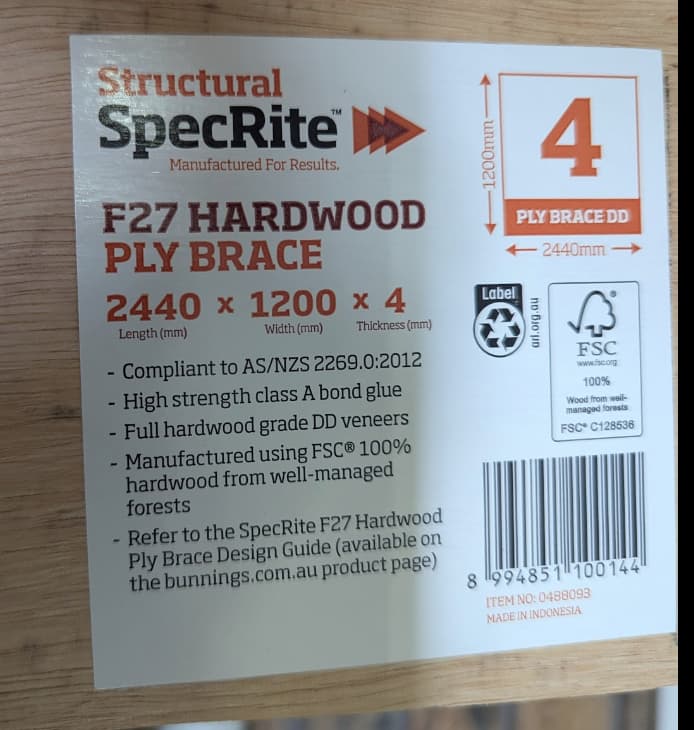 Structural
SpecRite™
Manufactured For Results.
F27 HARDWOOD
PLY BRACE
2440 x 1200 x 4
Length (mm) Width (mm) Thickness (mm)
- Compliant to AS/NZS 2269.0:2012
- High strength class A bond glue
- Full hardwood grade DD veneers
- Manufactured using FSC® 100%
hardwood from well-managed
forests
- Refer to the SpecRite F27 Hardwood
Ply Brace Design Guide (available on
the bunnings.com.au product page)
1200mm
4
PLY BRACE DD
2440mm
Label
arl.org.au
®
FSC
www.fsc.org
100%
Wood from well-
managed forests
FSC® C128536
8 994851 100144
ITEM NO: 0488093
MADE IN INDONESIA